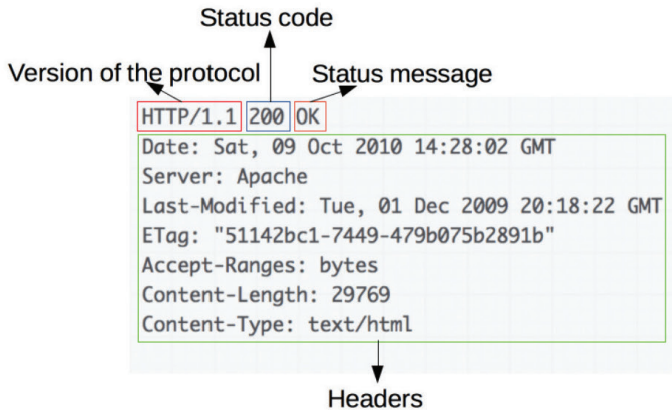 Status code
Version of the protocol Status message
HTTP/1.1 200 OK
Date: Sat, 09 Oct 2010 14:28:02 GMT
Server: Apache
Last-Modified: Tue, 01 Dec 2009 20:18:22 GMT
ETag: "51142bc1-7449-479b075b2891b"
Accept-Ranges: bytes
Content-Length: 29769
Content-Type: text/html
Headers